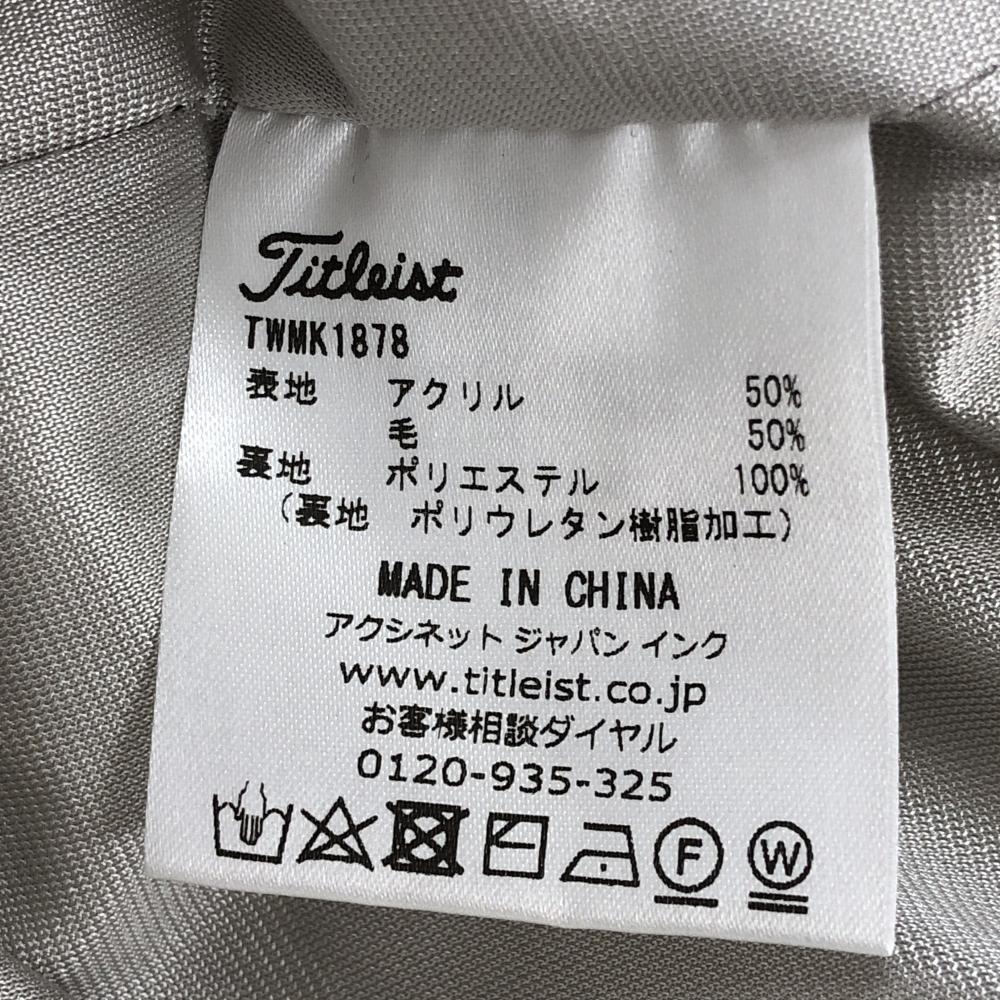 Titleist
TWMK1878
表地 アクリル 50%
毛 50%
裏地 ポリエステル 100%
(裏地 ポリウレタン樹脂加工)
MADE IN CHINA
アクシネット ジャパン インク
www.titleist.co.jp
お客様相談ダイヤル
0120-935-325
F W